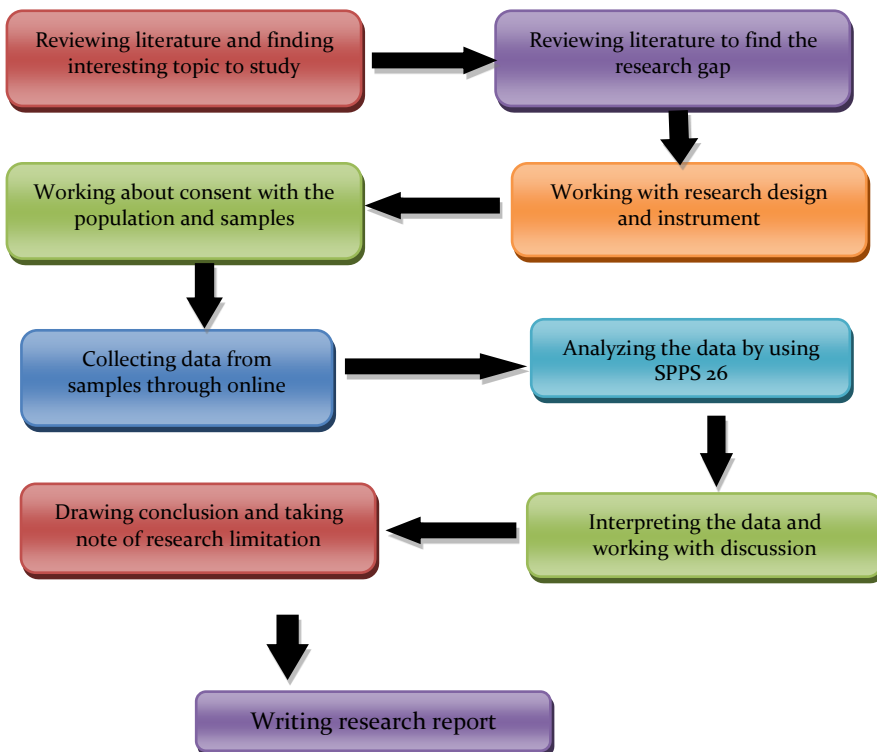 Reviewing literature and finding
interesting topic to study
Reviewing literature to find the
research gap
Working with research design
and instrument
Working about consent with the
population and samples
Collecting data from
samples through online
Analyzing the data by using
SPPS 26
Interpreting the data and
working with discussion
Drawing conclusion and taking
note of research limitation
Writing research report